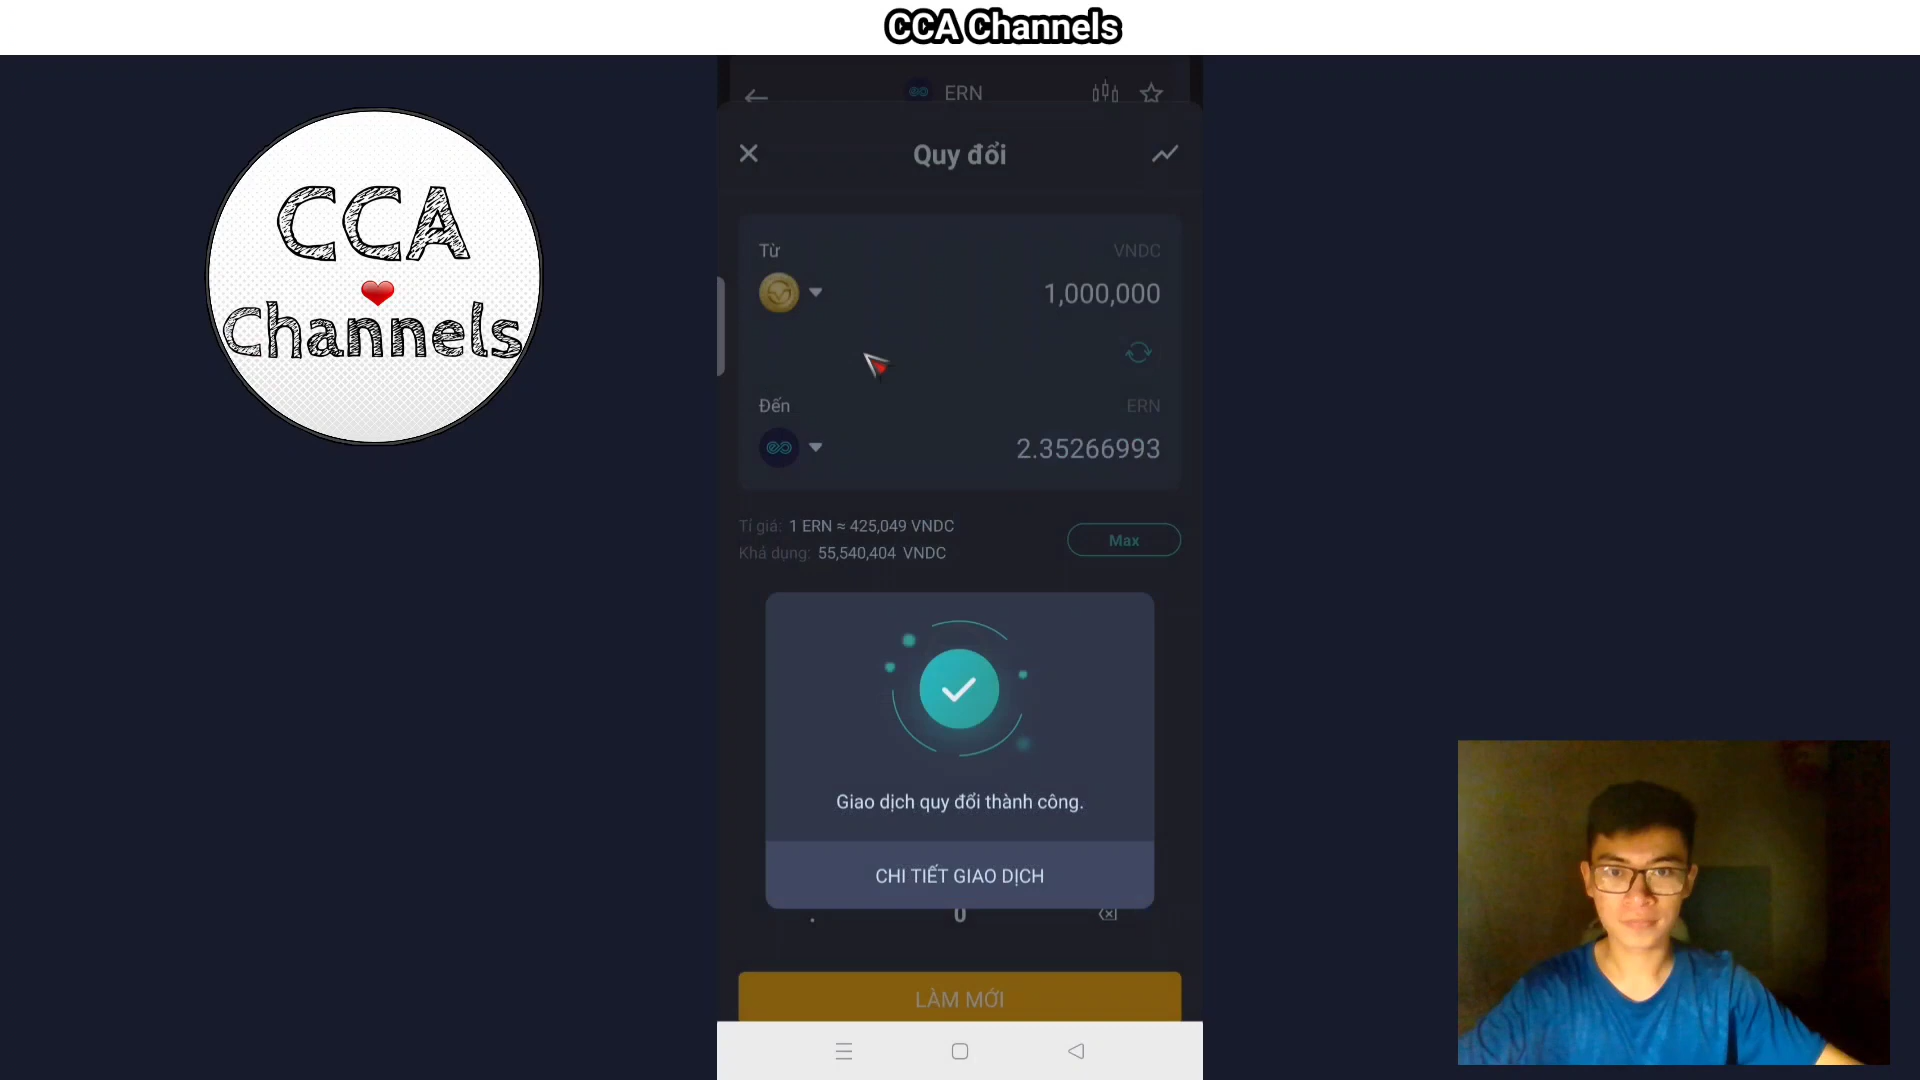 CCA Channels
CCA
Channels
ERN
Quy đổi
Từ
VNDC
1,000,000
Đến
ERN
2.35266993
Tỉ giá: 1 ERN ≈ 425,049 VNDC
Khả dụng: 55,540,404 VNDC
Max
Giao dịch quy đổi thành công.
CHI TIẾT GIAO DỊCH
. 0
LÀM MỚI